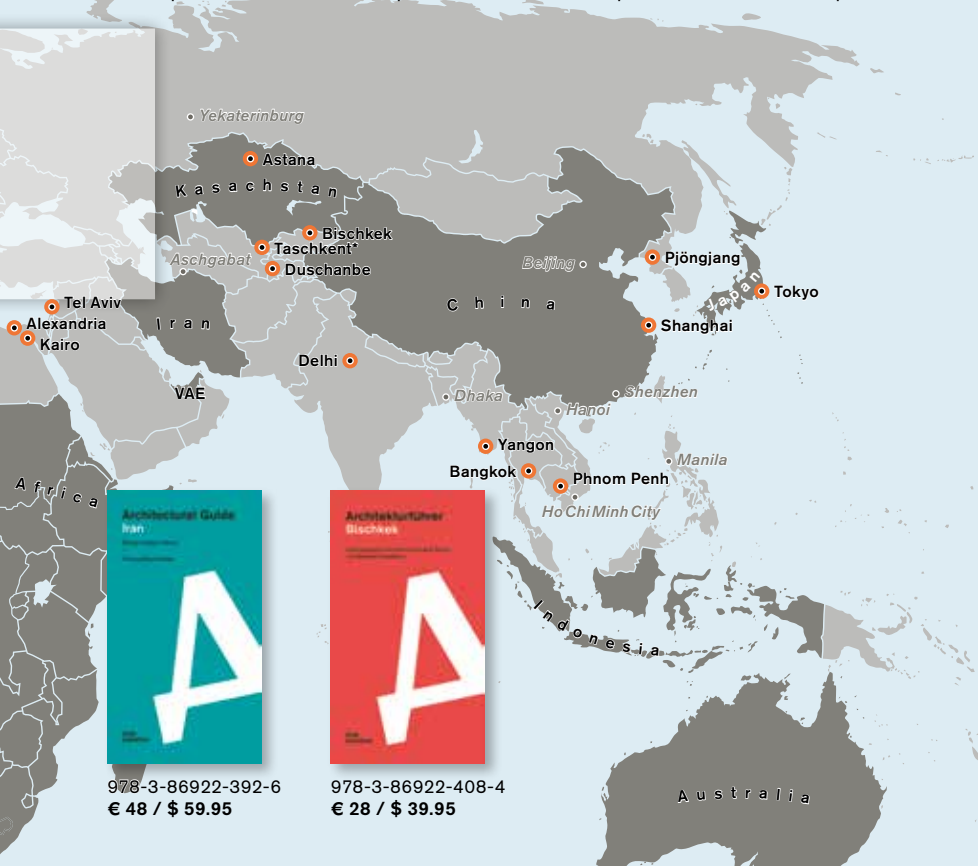 Yekaterinburg
Astana
Kasachstan
Bischkek
Taschkent*
Aschgabat
Duschanbe
Beijing
Pjöngjang
Japan
Tokyo
Tel Aviv
Alexandria
Kairo
Iran
China
Shanghai
Delhi
VAE
Dhaka
Shenzhen
Hanoi
Yangon
Manila
Bangkok
Phnom Penh
Ho Chi Minh City
Africa
Indonesia
Australia
Architectural Guide
Iran
978-3-86922-392-6
€ 48 / $ 59.95
Architekturführer
Bischkek
978-3-86922-408-4
€ 28 / $ 39.95